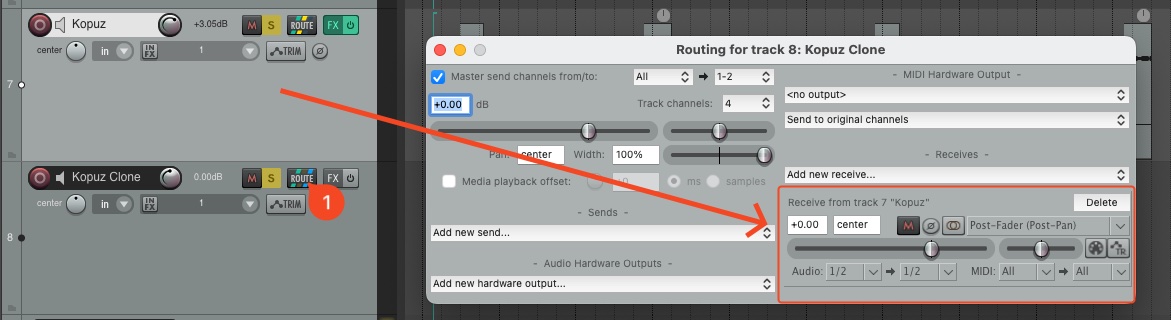 Kopuz +3.05dB M S ROUTE FX
center in IN FX 1 TRIM
7
Kopuz Clone 0.00dB M S ROUTE FX
1
center in IN FX 1 TRIM
8
Routing for track 8: Kopuz Clone
Master send channels from/to: All 1-2
+0.00 dB Track channels: 4
Pan: center Width: 100%
Media playback offset: +0 ms samples
- Sends -
Add new send...
- Audio Hardware Outputs -
Add new hardware output...
- MIDI Hardware Output -
<no output>
Send to original channels
- Receives -
Add new receive...
Receive from track 7 "Kopuz" Delete
+0.00 center M Post-Fader (Post-Pan)
TR
Audio: 1/2 1/2 MIDI: All All